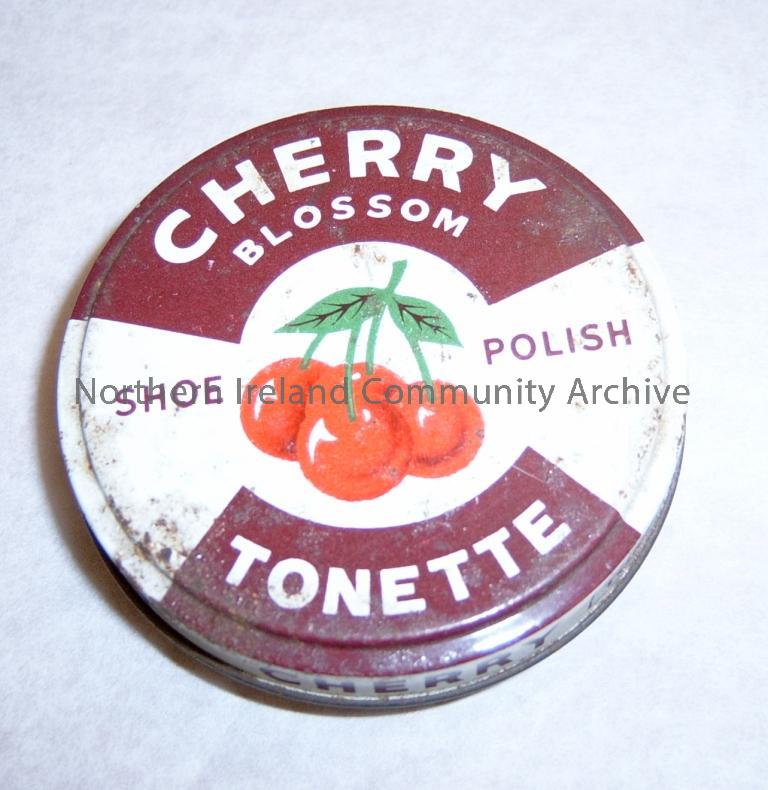 CHERRY
BLOSSOM
SHOE POLISH
Northern Ireland Community Archive
TONETTE
CHERRY